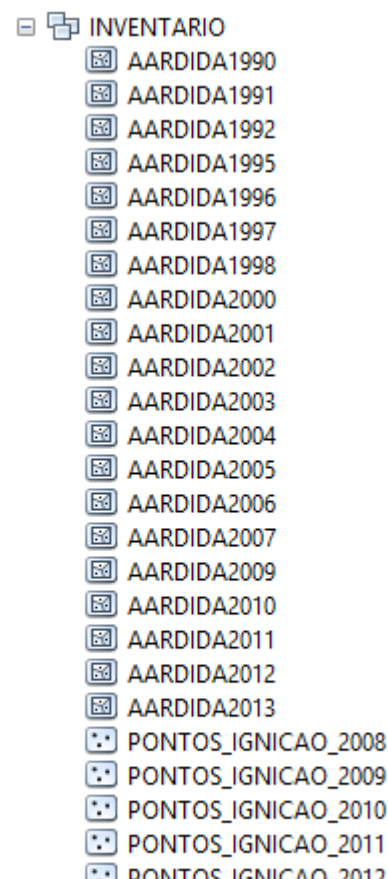 INVENTARIO
AARDIDA1990
AARDIDA1991
AARDIDA1992
AARDIDA1995
AARDIDA1996
AARDIDA1997
AARDIDA1998
AARDIDA2000
AARDIDA2001
AARDIDA2002
AARDIDA2003
AARDIDA2004
AARDIDA2005
AARDIDA2006
AARDIDA2007
AARDIDA2009
AARDIDA2010
AARDIDA2011
AARDIDA2012
AARDIDA2013
PONTOS_IGNICAO_2008
PONTOS_IGNICAO_2009
PONTOS_IGNICAO_2010
PONTOS_IGNICAO_2011
PONTOS_IGNICAO_2012